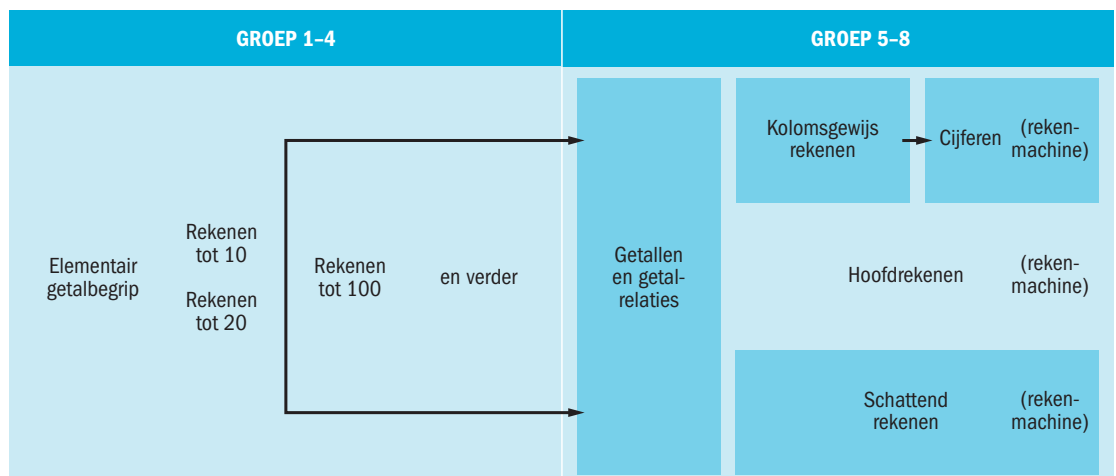 GROEP 1–4
GROEP 5–8
Elementair
getalbegrip
Rekenen
tot 10
Rekenen
tot 20
Rekenen
tot 100
en verder
Getallen
en getal-
relaties
Kolomsgewijs
rekenen
Cijferen
(reken-
machine)
Hoofdrekenen
(reken-
machine)
Schattend
rekenen
(reken-
machine)